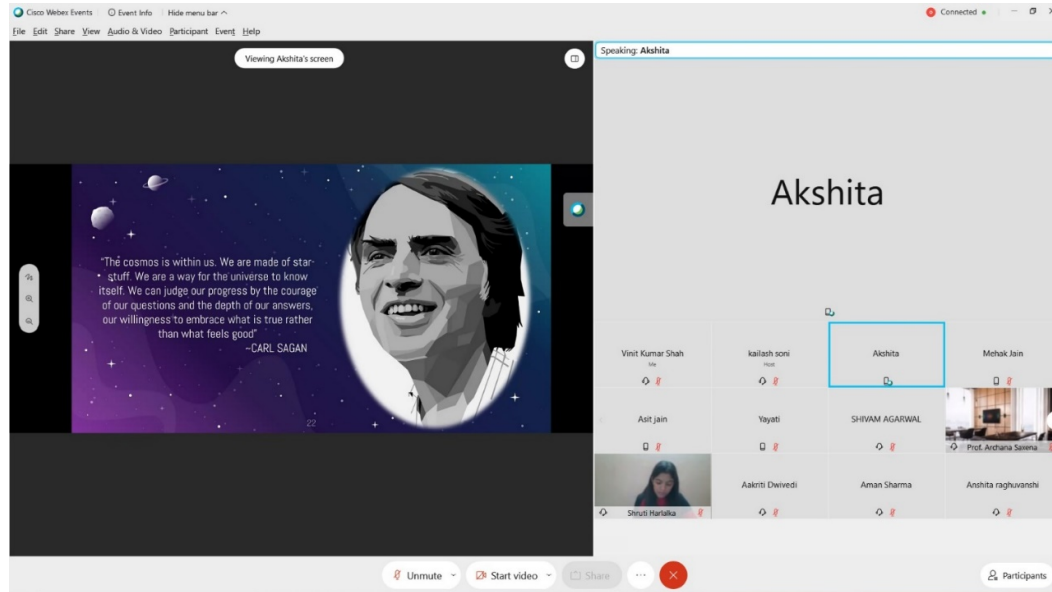 Cisco Webex Events Event Info Hide menu bar
Connected
File Edit Share View Audio & Video Participant Event Help
Viewing Akshita's screen
"The cosmos is within us. We are made of star-
stuff. We are a way for the universe to know
itself. We can judge our progress by the courage
of our questions and the depth of our answers,
our willingness to embrace what is true rather
than what feels good"
~CARL SAGAN
22
Speaking: Akshita
Akshita
Vinit Kumar Shah
Me
kailash soni
Host
Akshita
Mehak Jain
Asit jain
Yayati
SHIVAM AGARWAL
Prof. Archana Saxena
Shruti Harlalka
Aakriti Dwivedi
Aman Sharma
Anshita raghuvanshi
Unmute
Start video
Share
Participants